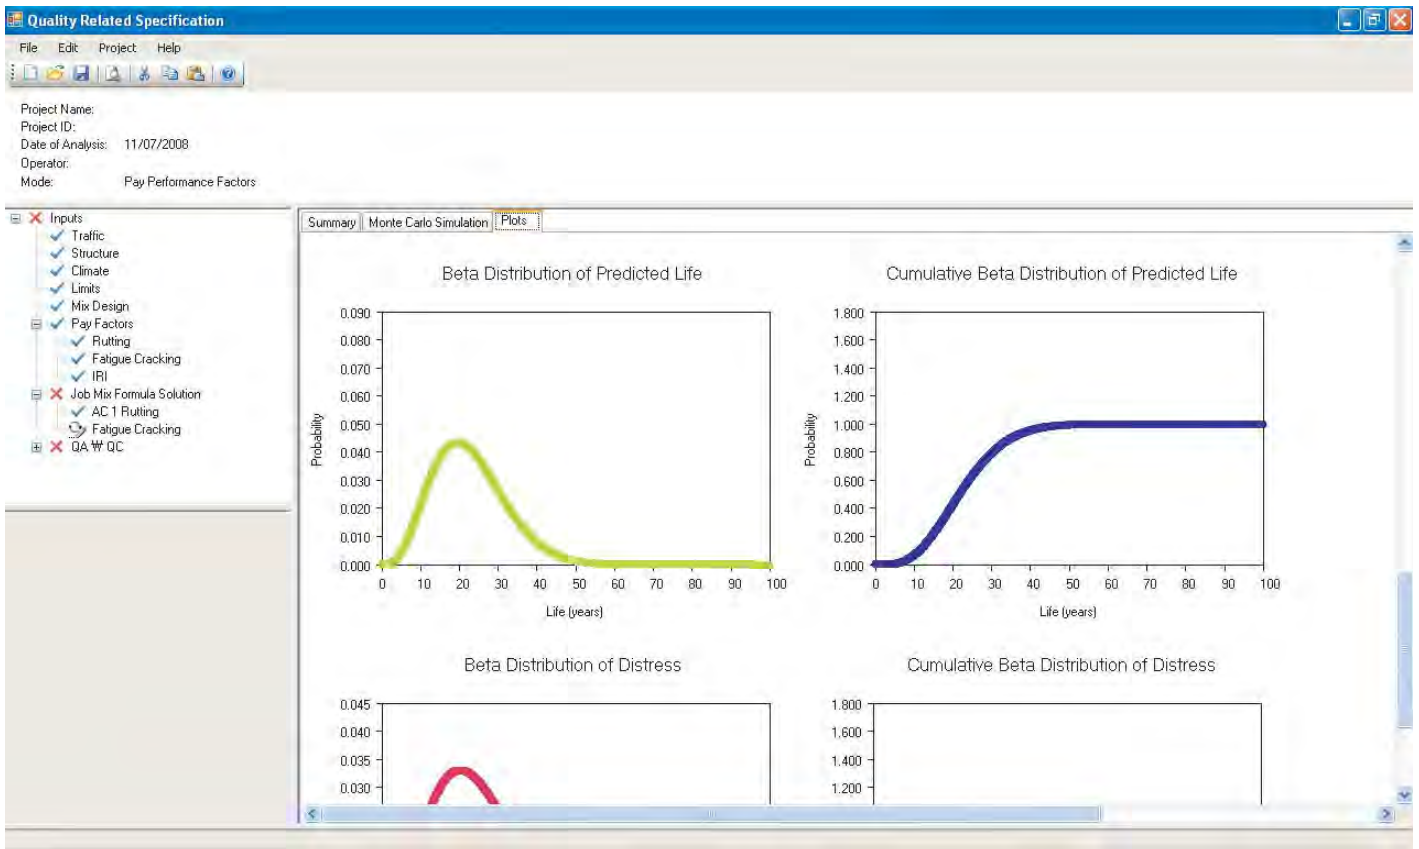 Quality Related Specification
File Edit Project Help
Project Name:
Project ID:
Date of Analysis: 11/07/2008
Operator:
Mode: Pay Performance Factors
Inputs
Traffic
Structure
Climate
Limits
Mix Design
Pay Factors
Rutting
Fatigue Cracking
IRI
Job Mix Formula Solution
AC 1 Rutting
Fatigue Cracking
QA ₩ QC
Summary Monte Carlo Simulation Plots
Beta Distribution of Predicted Life
0.090
0.080
0.070
0.060
0.050
0.040
0.030
0.020
0.010
0.000
Probability
0 10 20 30 40 50 60 70 80 90 100
Life (years)
Cumulative Beta Distribution of Predicted Life
1.800
1.600
1.400
1.200
1.000
0.800
0.600
0.400
0.200
0.000
Probability
0 10 20 30 40 50 60 70 80 90 100
Life (years)
Beta Distribution of Distress
0.045
0.040
0.035
0.030
Cumulative Beta Distribution of Distress
1.800
1.600
1.400
1.200